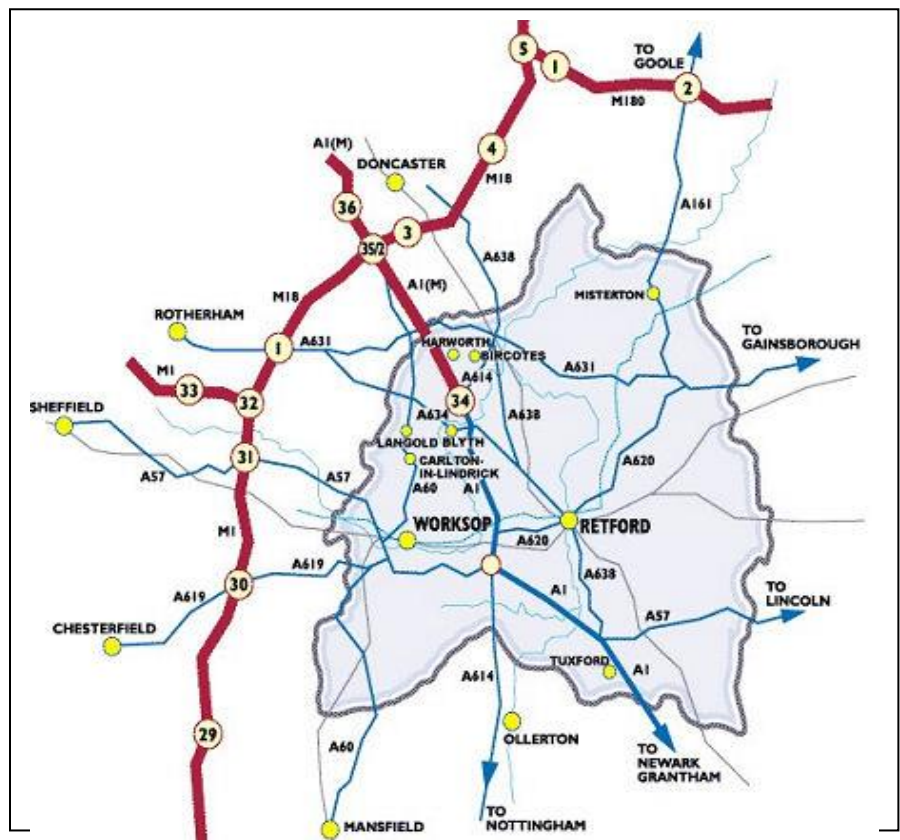 5
1
TO
GOOLE
2
M180
A1(M)
DONCASTER
4
M18
36
3
35/2
A161
A638
A1(M)
M18
MISTERTON
ROTHERHAM
1
A631
HARWORTH
BIRCOTES
A631
TO
GAINSBOROUGH
M1
33
32
A614
34
SHEFFIELD
A634
A638
LANGOLD
BLYTH
31
A57
A57
CARLTON-
IN-LINDRICK
A620
A60
A1
M1
WORKSOP
RETFORD
A620
30
A619
A619
A638
A1
TO
LINCOLN
A57
CHESTERFIELD
TUXFORD
A1
A614
29
OLLERTON
A60
TO
NEWARK
GRANTHAM
TO
NOTTINGHAM
MANSFIELD